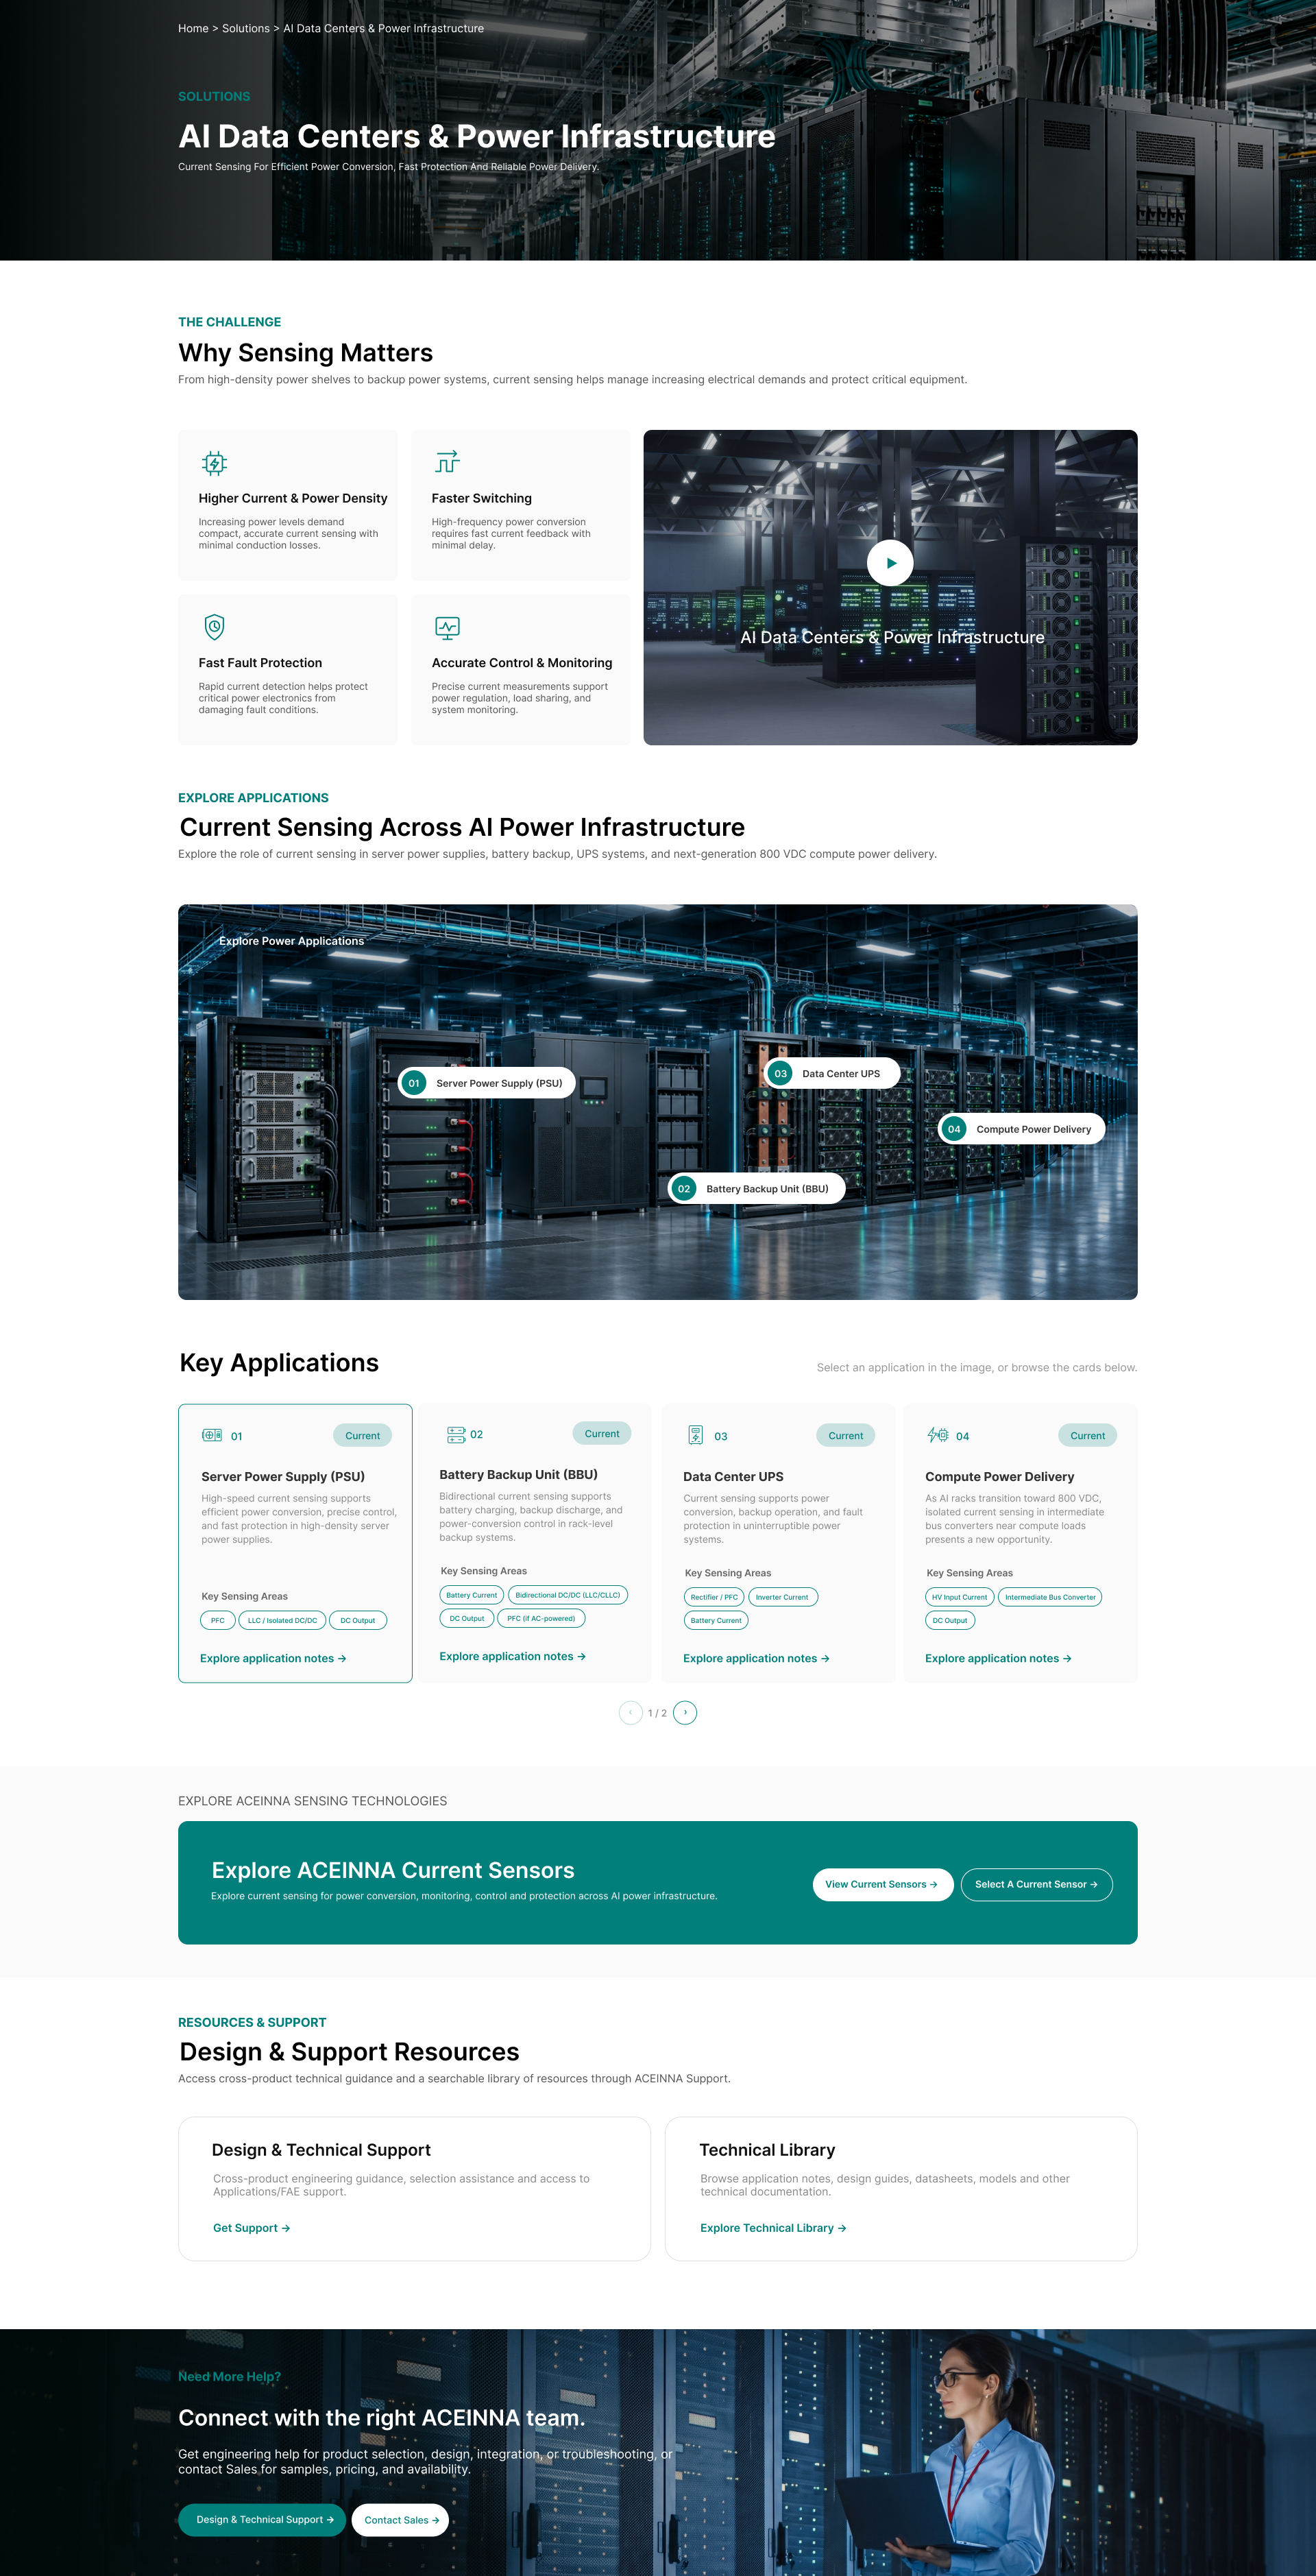 Home > Solutions > AI Data Centers & Power Infrastructure
SOLUTIONS
AI Data Centers & Power Infrastructure
Current Sensing For Efficient Power Conversion, Fast Protection And Reliable Power Delivery.
THE CHALLENGE
Why Sensing Matters
From high-density power shelves to backup power systems, current sensing helps manage increasing electrical demands and protect critical equipment.
Higher Current & Power Density
Increasing power levels demand
compact, accurate current sensing with
minimal conduction losses.
Faster Switching
High-frequency power conversion
requires fast current feedback with
minimal delay.
Fast Fault Protection
Rapid current detection helps protect
critical power electronics from
damaging fault conditions.
Accurate Control & Monitoring
Precise current measurements support
power regulation, load sharing, and
system monitoring.
AI Data Centers & Power Infrastructure
EXPLORE APPLICATIONS
Current Sensing Across AI Power Infrastructure
Explore the role of current sensing in server power supplies, battery backup, UPS systems, and next-generation 800 VDC compute power delivery.
Explore Power Applications
01 Server Power Supply (PSU)
03 Data Center UPS
04 Compute Power Delivery
02 Battery Backup Unit (BBU)
Key Applications
Select an application in the image, or browse the cards below.
01 Current
Server Power Supply (PSU)
High-speed current sensing supports
efficient power conversion, precise control,
and fast protection in high-density server
power supplies.
Key Sensing Areas
PFC LLC / Isolated DC/DC DC Output
Explore application notes →
02 Current
Battery Backup Unit (BBU)
Bidirectional current sensing supports
battery charging, backup discharge, and
power-conversion control in rack-level
backup systems.
Key Sensing Areas
Battery Current Bidirectional DC/DC (LLC/CLLC)
DC Output PFC (if AC-powered)
Explore application notes →
03 Current
Data Center UPS
Current sensing supports power
conversion, backup operation, and fault
protection in uninterruptible power
systems.
Key Sensing Areas
Rectifier / PFC Inverter Current
Battery Current
Explore application notes →
04 Current
Compute Power Delivery
As AI racks transition toward 800 VDC,
isolated current sensing in intermediate
bus converters near compute loads
presents a new opportunity.
Key Sensing Areas
HV Input Current Intermediate Bus Converter
DC Output
Explore application notes →
‹ 1 / 2 ›
EXPLORE ACEINNA SENSING TECHNOLOGIES
Explore ACEINNA Current Sensors
Explore current sensing for power conversion, monitoring, control and protection across AI power infrastructure.
View Current Sensors →
Select A Current Sensor →
RESOURCES & SUPPORT
Design & Support Resources
Access cross-product technical guidance and a searchable library of resources through ACEINNA Support.
Design & Technical Support
Cross-product engineering guidance, selection assistance and access to
Applications/FAE support.
Get Support →
Technical Library
Browse application notes, design guides, datasheets, models and other
technical documentation.
Explore Technical Library →
Need More Help?
Connect with the right ACEINNA team.
Get engineering help for product selection, design, integration, or troubleshooting, or
contact Sales for samples, pricing, and availability.
Design & Technical Support →
Contact Sales →